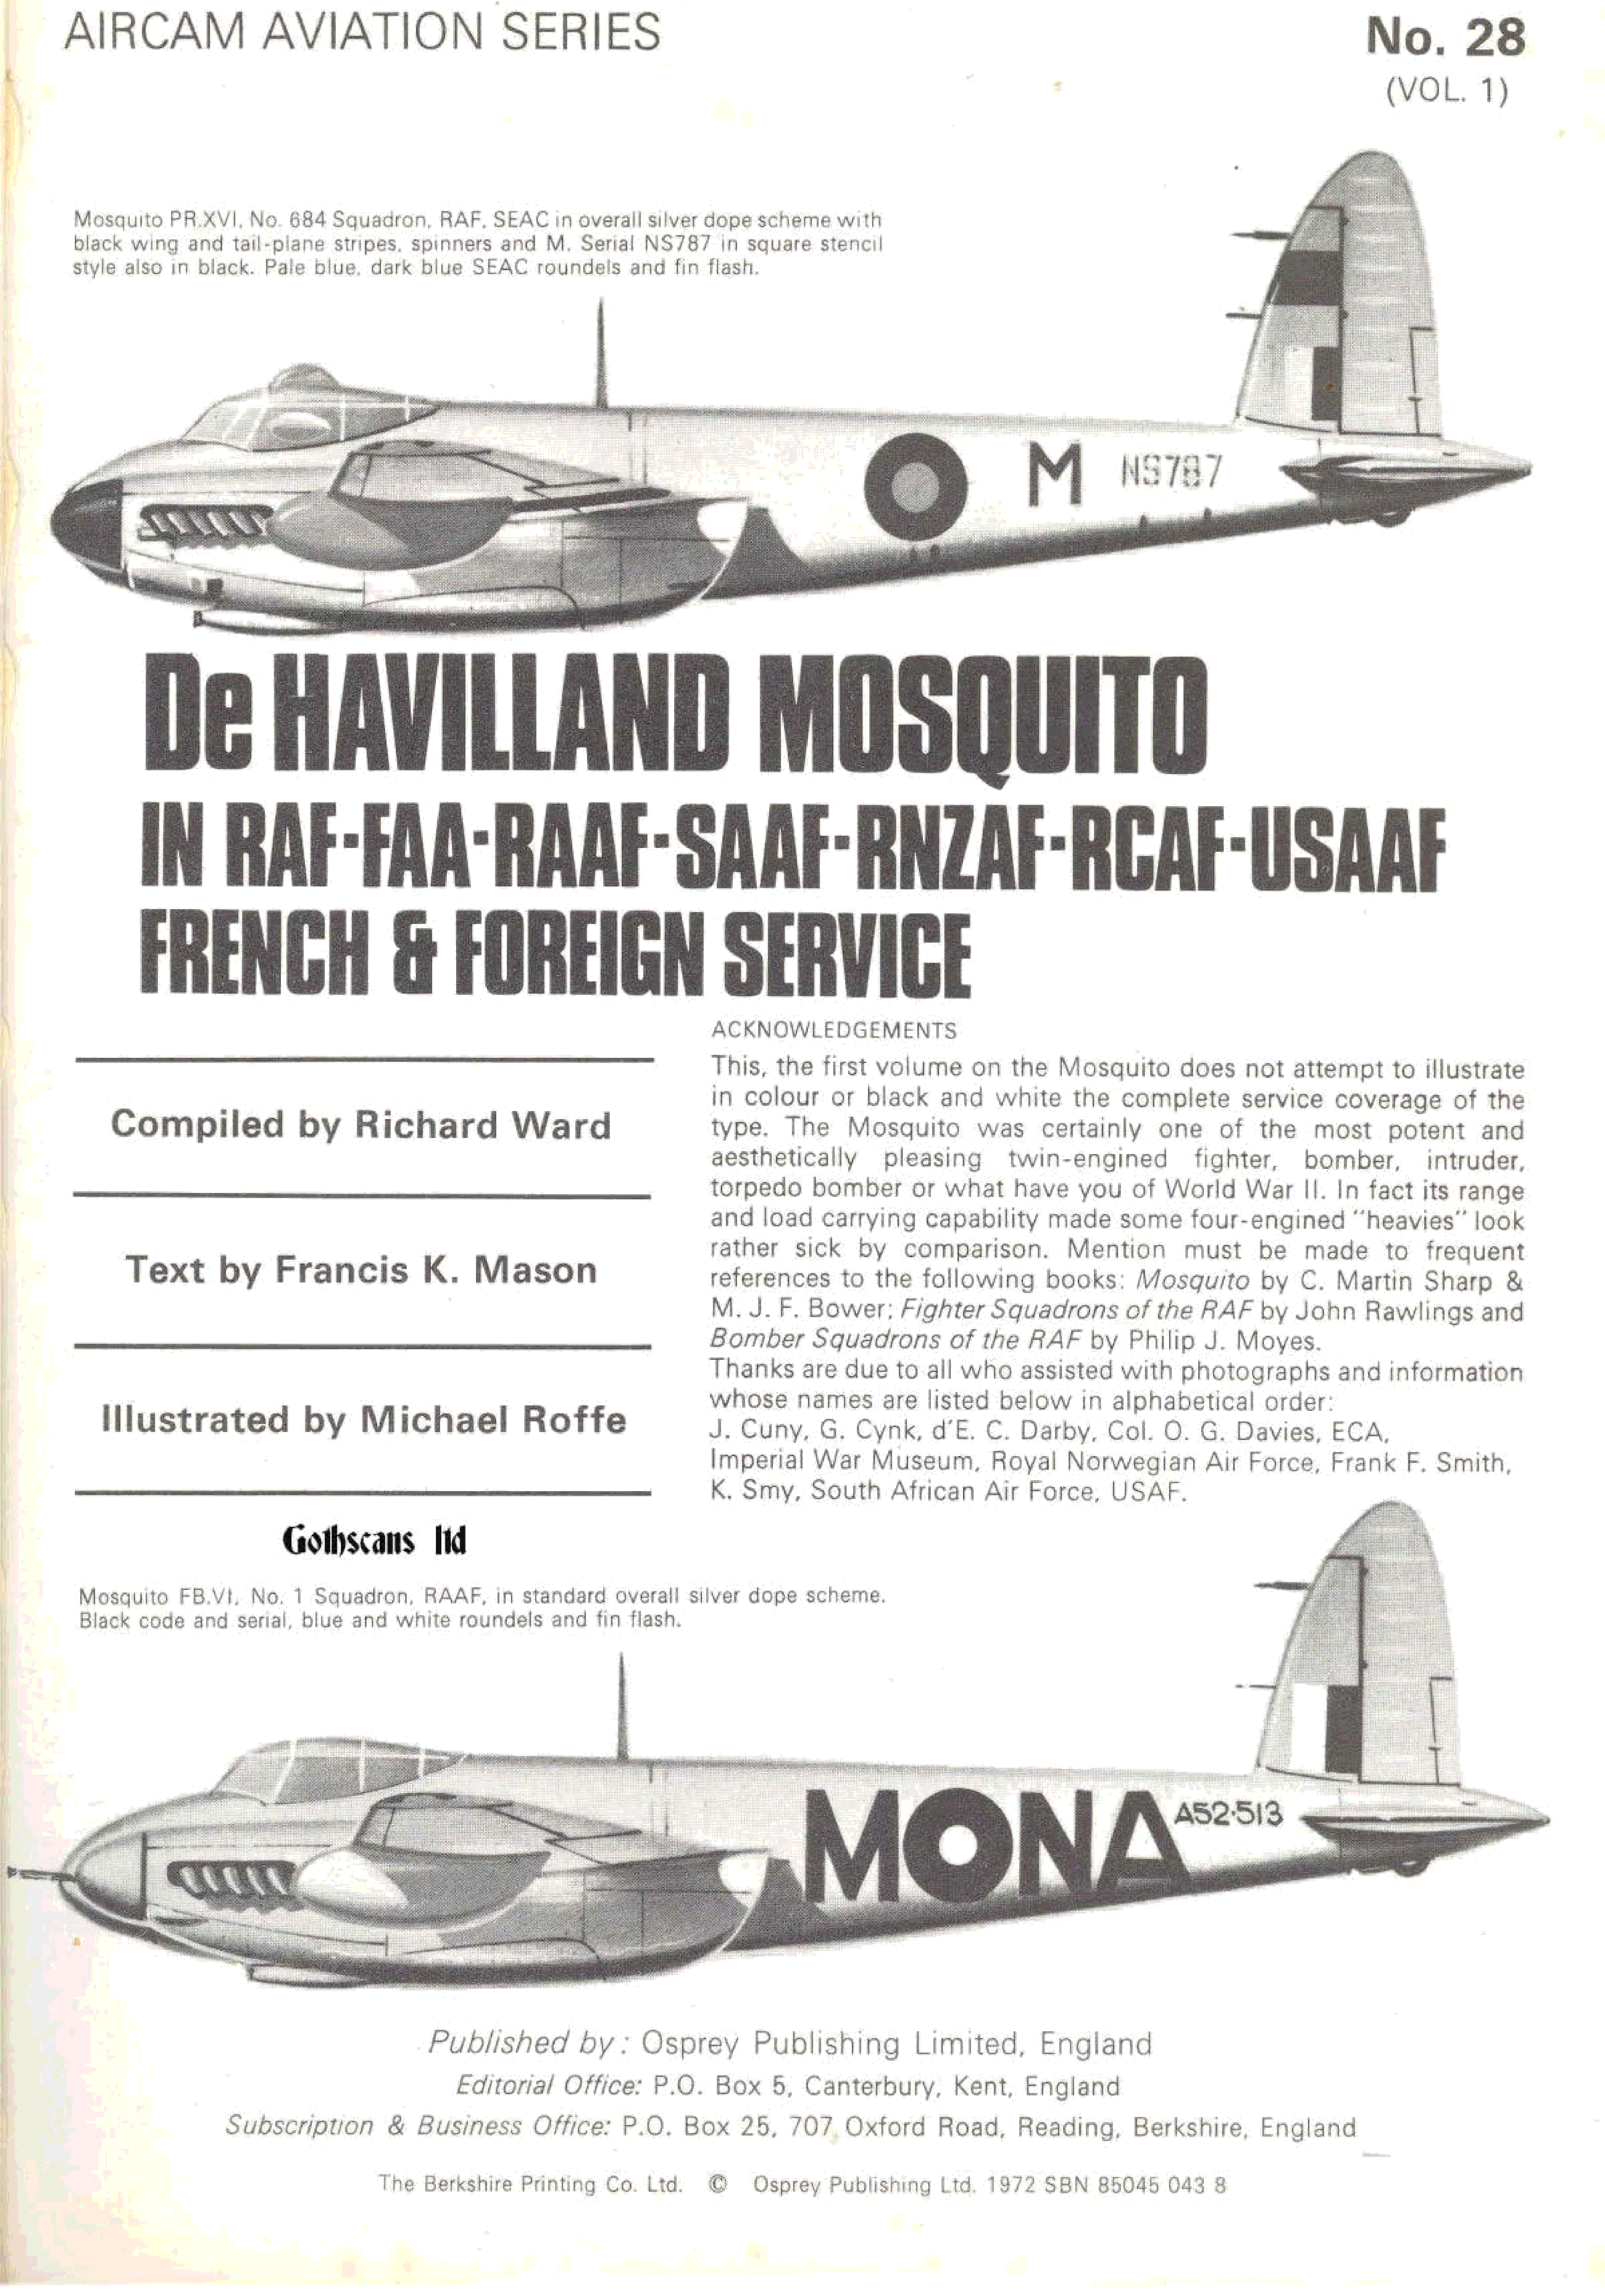 AIRCAM AVIATION SERIES
No. 28
(VOL. 1)
Mosquito PR.XVI, No. 684 Squadron, RAF, SEAC in overall silver dope scheme with
black wing and tail-plane stripes, spinners and M. Serial NS787 in square stencil
style also in black. Pale blue, dark blue SEAC roundels and fin flash.
M NS787
De HAVILLAND MOSQUITO
IN RAF·FAA·RAAF·SAAF·RNZAF·RCAF·USAAF
FRENCH & FOREIGN SERVICE
Compiled by Richard Ward
Text by Francis K. Mason
Illustrated by Michael Roffe
Gothscans ltd
ACKNOWLEDGEMENTS
This, the first volume on the Mosquito does not attempt to illustrate
in colour or black and white the complete service coverage of the
type. The Mosquito was certainly one of the most potent and
aesthetically pleasing twin-engined fighter, bomber, intruder,
torpedo bomber or what have you of World War II. In fact its range
and load carrying capability made some four-engined "heavies" look
rather sick by comparison. Mention must be made to frequent
references to the following books: Mosquito by C. Martin Sharp &
M. J. F. Bower; Fighter Squadrons of the RAF by John Rawlings and
Bomber Squadrons of the RAF by Philip J. Moyes.
Thanks are due to all who assisted with photographs and information
whose names are listed below in alphabetical order:
J. Cuny, G. Cynk, d'E. C. Darby, Col. O. G. Davies, ECA,
Imperial War Museum, Royal Norwegian Air Force, Frank F. Smith,
K. Smy, South African Air Force, USAF.
Mosquito FB.VI, No. 1 Squadron, RAAF, in standard overall silver dope scheme.
Black code and serial, blue and white roundels and fin flash.
MONA A52-513
Published by: Osprey Publishing Limited, England
Editorial Office: P.O. Box 5, Canterbury, Kent, England
Subscription & Business Office: P.O. Box 25, 707, Oxford Road, Reading, Berkshire, England
The Berkshire Printing Co. Ltd. © Osprey Publishing Ltd. 1972 SBN 85045 043 8